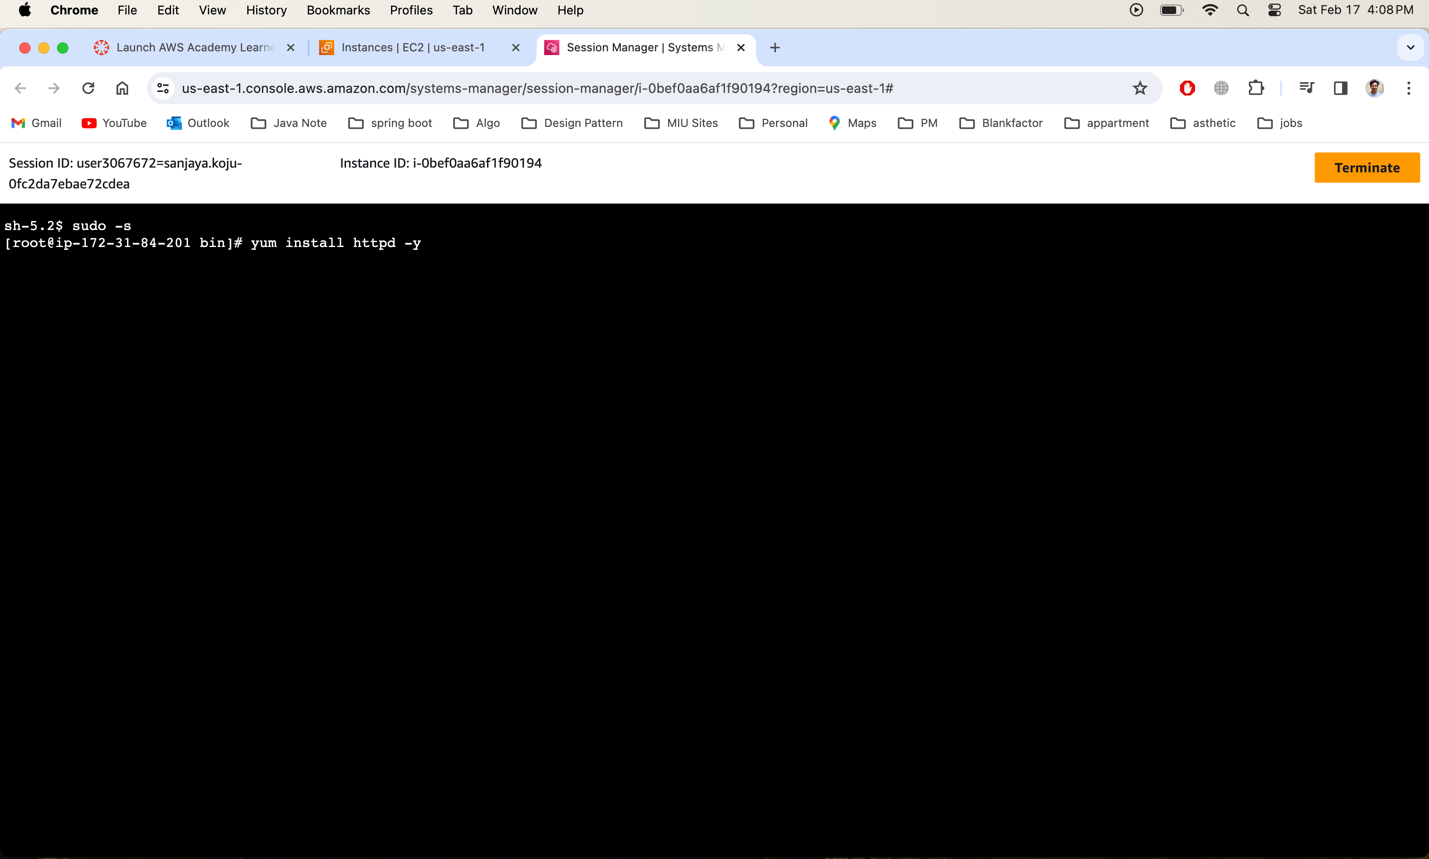 Chrome File Edit View History Bookmarks Profiles Tab Window Help Sat Feb 17 4:08 PM
Launch AWS Academy Learne Instances | EC2 | us-east-1 Session Manager | Systems M
us-east-1.console.aws.amazon.com/systems-manager/session-manager/i-0bef0aa6af1f90194?region=us-east-1#
Gmail YouTube Outlook Java Note spring boot Algo Design Pattern MIU Sites Personal Maps PM Blankfactor appartment asthetic jobs
Session ID: user3067672=sanjaya.koju-
0fc2da7ebae72cdea
Instance ID: i-0bef0aa6af1f90194
Terminate
sh-5.2$ sudo -s
[root@ip-172-31-84-201 bin]# yum install httpd -y